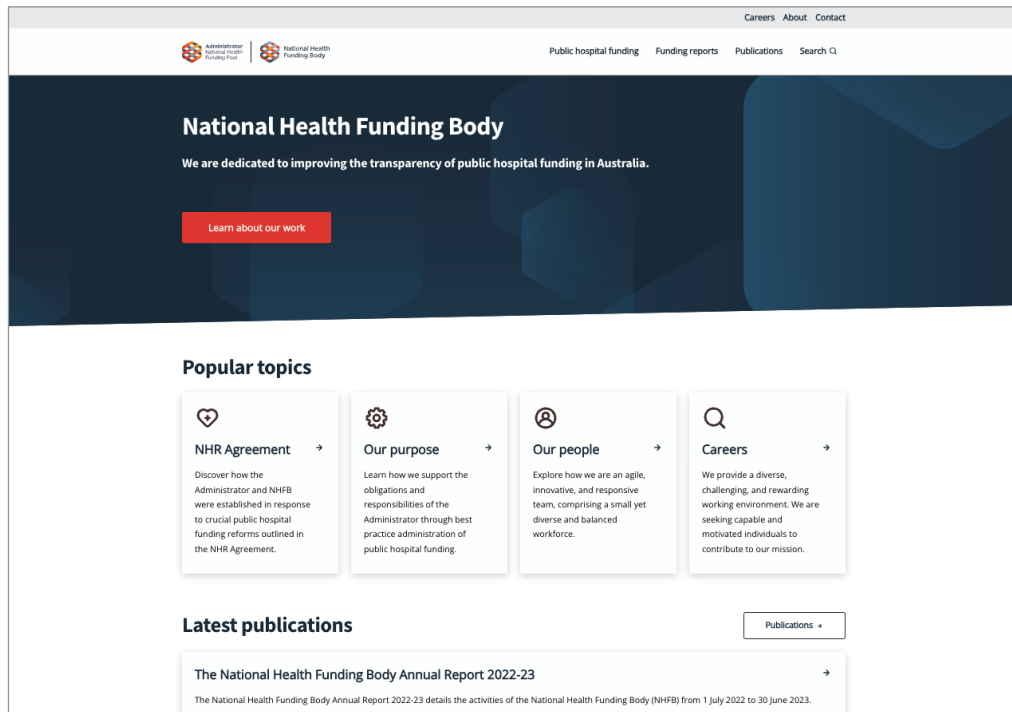 Careers About Contact
Administrator
National Health
Funding Pool
National Health
Funding Body
Public hospital funding Funding reports Publications Search
National Health Funding Body
We are dedicated to improving the transparency of public hospital funding in Australia.
Learn about our work
Popular topics
NHR Agreement →
Discover how the
Administrator and NHFB
were established in response
to crucial public hospital
funding reforms outlined in
the NHR Agreement.
Our purpose →
Learn how we support the
obligations and
responsibilities of the
Administrator through best
practice administration of
public hospital funding.
Our people →
Explore how we are an agile,
innovative, and responsive
team, comprising a small yet
diverse and balanced
workforce.
Careers →
We provide a diverse,
challenging, and rewarding
working environment. We are
seeking capable and
motivated individuals to
contribute to our mission.
Latest publications
Publications →
The National Health Funding Body Annual Report 2022-23 →
The National Health Funding Body Annual Report 2022-23 details the activities of the National Health Funding Body (NHFB) from 1 July 2022 to 30 June 2023.